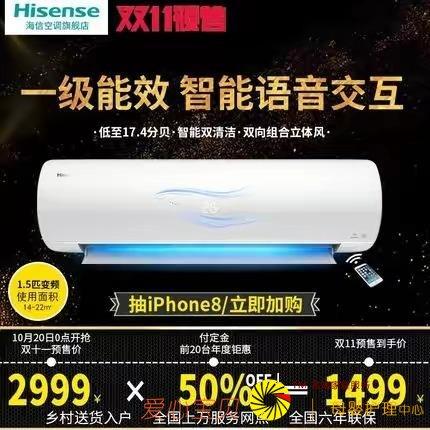 Hisense
海信空调旗舰店
双11预售
一级能效 智能语音交互
·低至17.4分贝·智能双清洁·双向组合立体风·
Hisense
1.5匹变频
使用面积
14-22㎡
抽iPhone8/立即加购
10月20日0点开抢
双十一预售价
付定金
前20台年度钜惠
双11预售到手价
2999¥ × 50% OFF = 1499¥
乡村送货入户 全国上万服务网点 全国六年联保